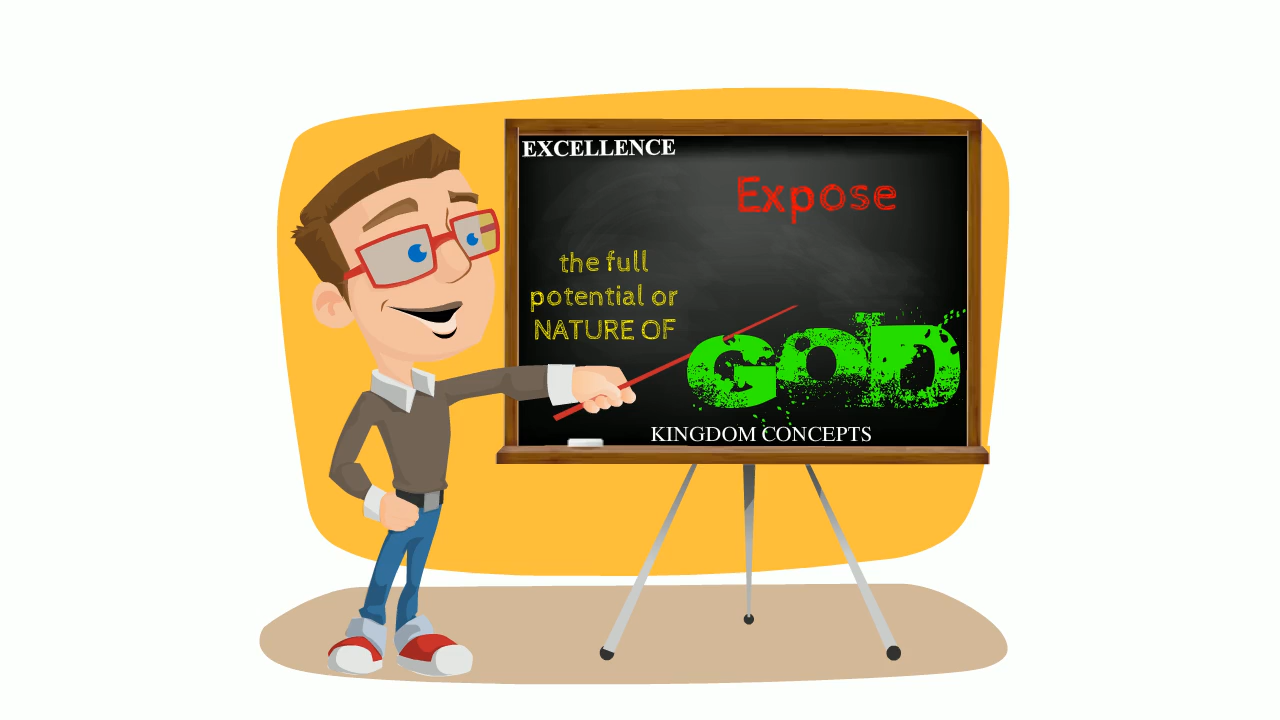 EXCELLENCE
Expose
the full
potential or
NATURE OF
GOD
KINGDOM CONCEPTS